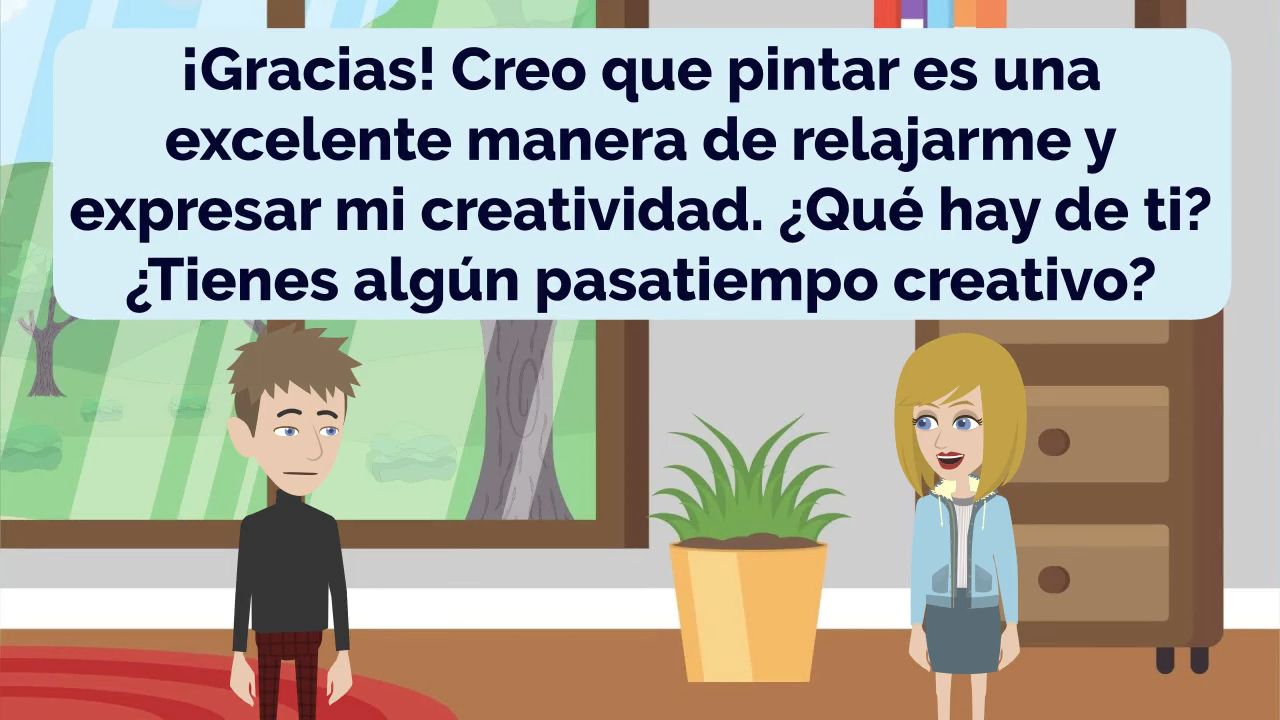 ¡Gracias! Creo que pintar es una
excelente manera de relajarme y
expresar mi creatividad. ¿Qué hay de ti?
¿Tienes algún pasatiempo creativo?